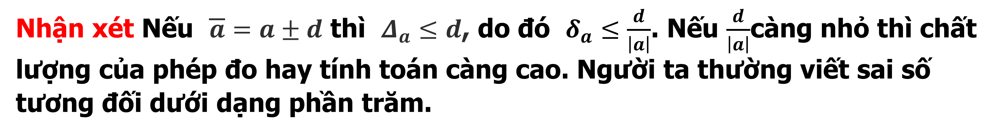 Nhận xét Nếu $\overline{a} = a \pm d$ thì $\Delta_a \leq d$, do đó $\delta_a \leq \frac{d}{|a|}$. Nếu $\frac{d}{|a|}$càng nhỏ thì chất
lượng của phép đo hay tính toán càng cao. Người ta thường viết sai số
tương đối dưới dạng phần trăm.